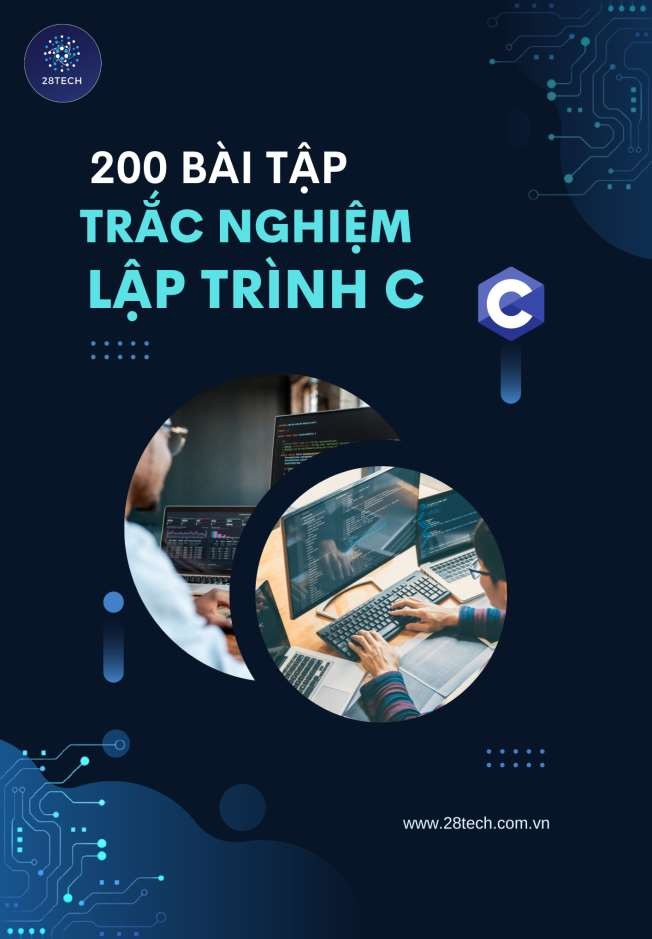 28TECH
200 BÀI TẬP
TRẮC NGHIỆM
LẬP TRÌNH C
C
www.28tech.com.vn